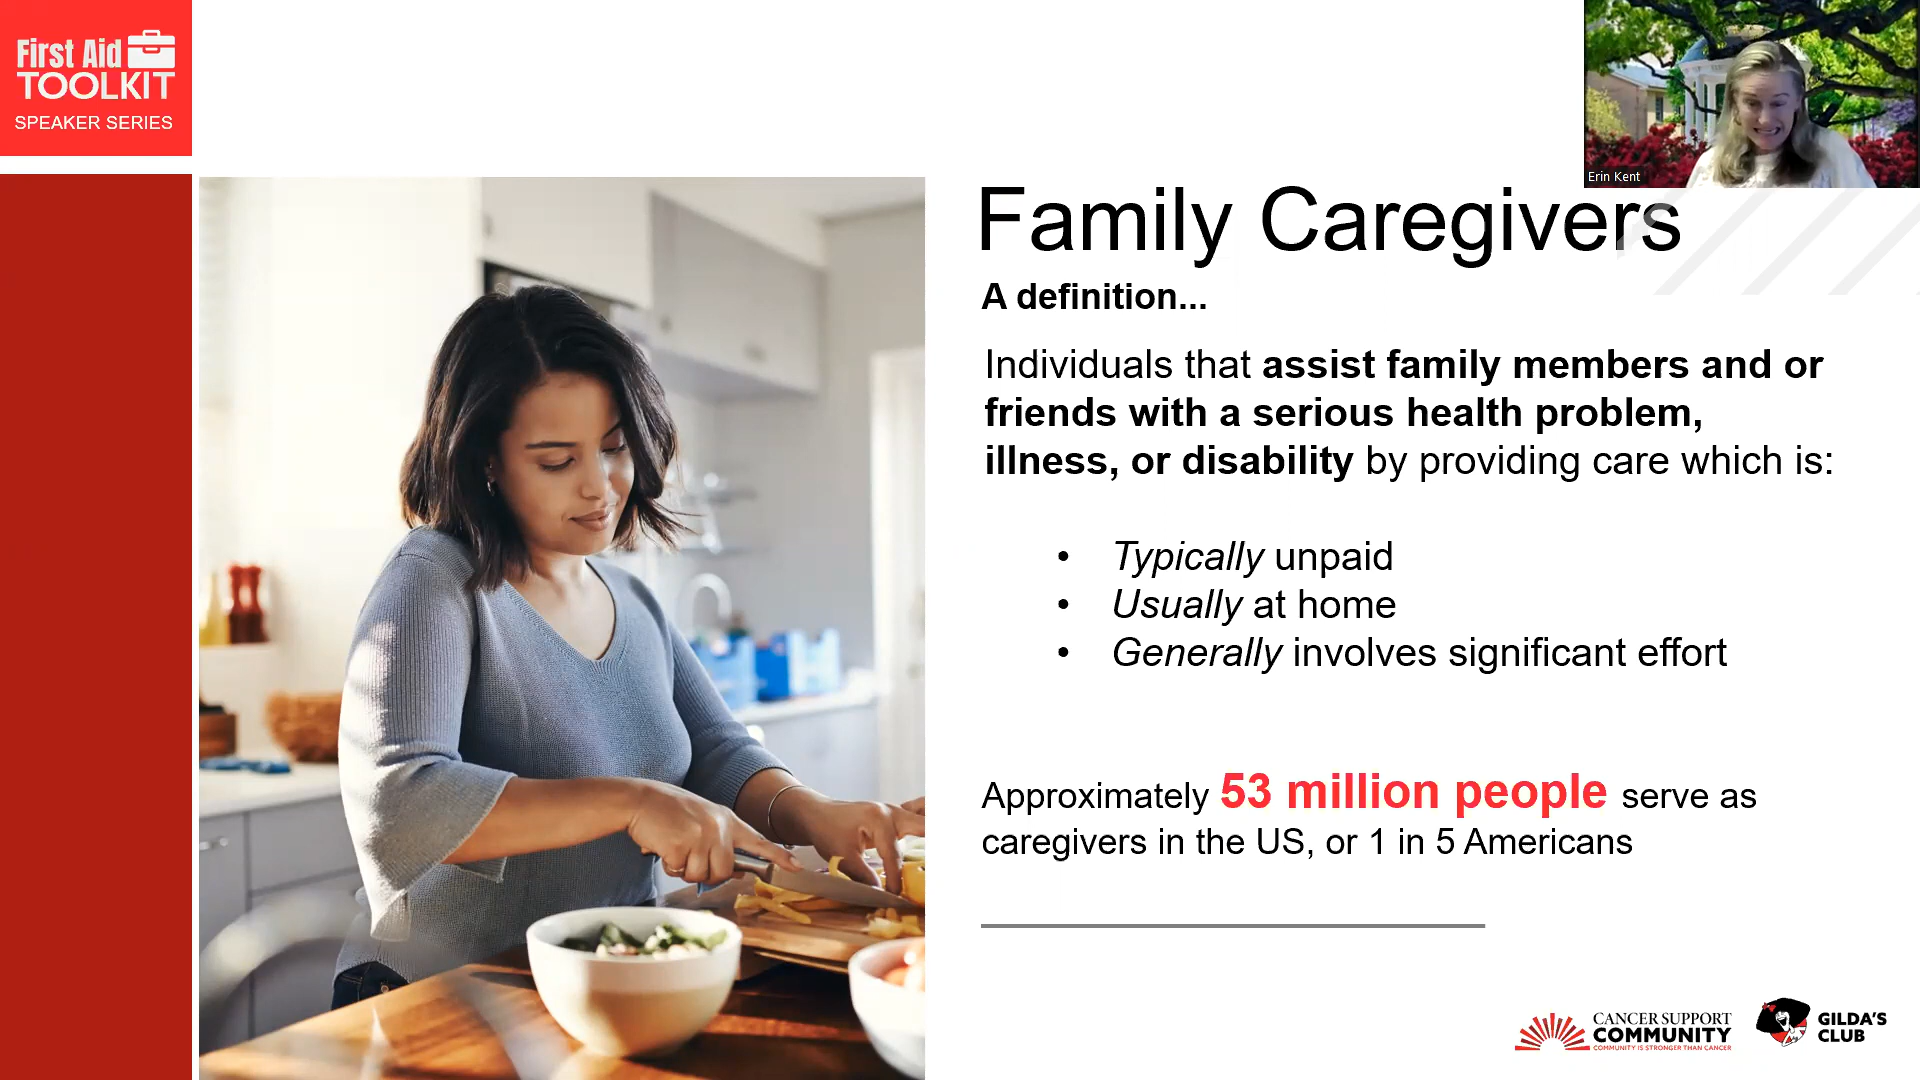 First Aid
TOOLKIT
SPEAKER SERIES
Erin Kent
Family Caregivers
A definition...
Individuals that assist family members and or
friends with a serious health problem,
illness, or disability by providing care which is:
• Typically unpaid
• Usually at home
• Generally involves significant effort
Approximately 53 million people serve as
caregivers in the US, or 1 in 5 Americans
CANCER SUPPORT
COMMUNITY
COMMUNITY IS STRONGER THAN CANCER
GILDA'S
CLUB